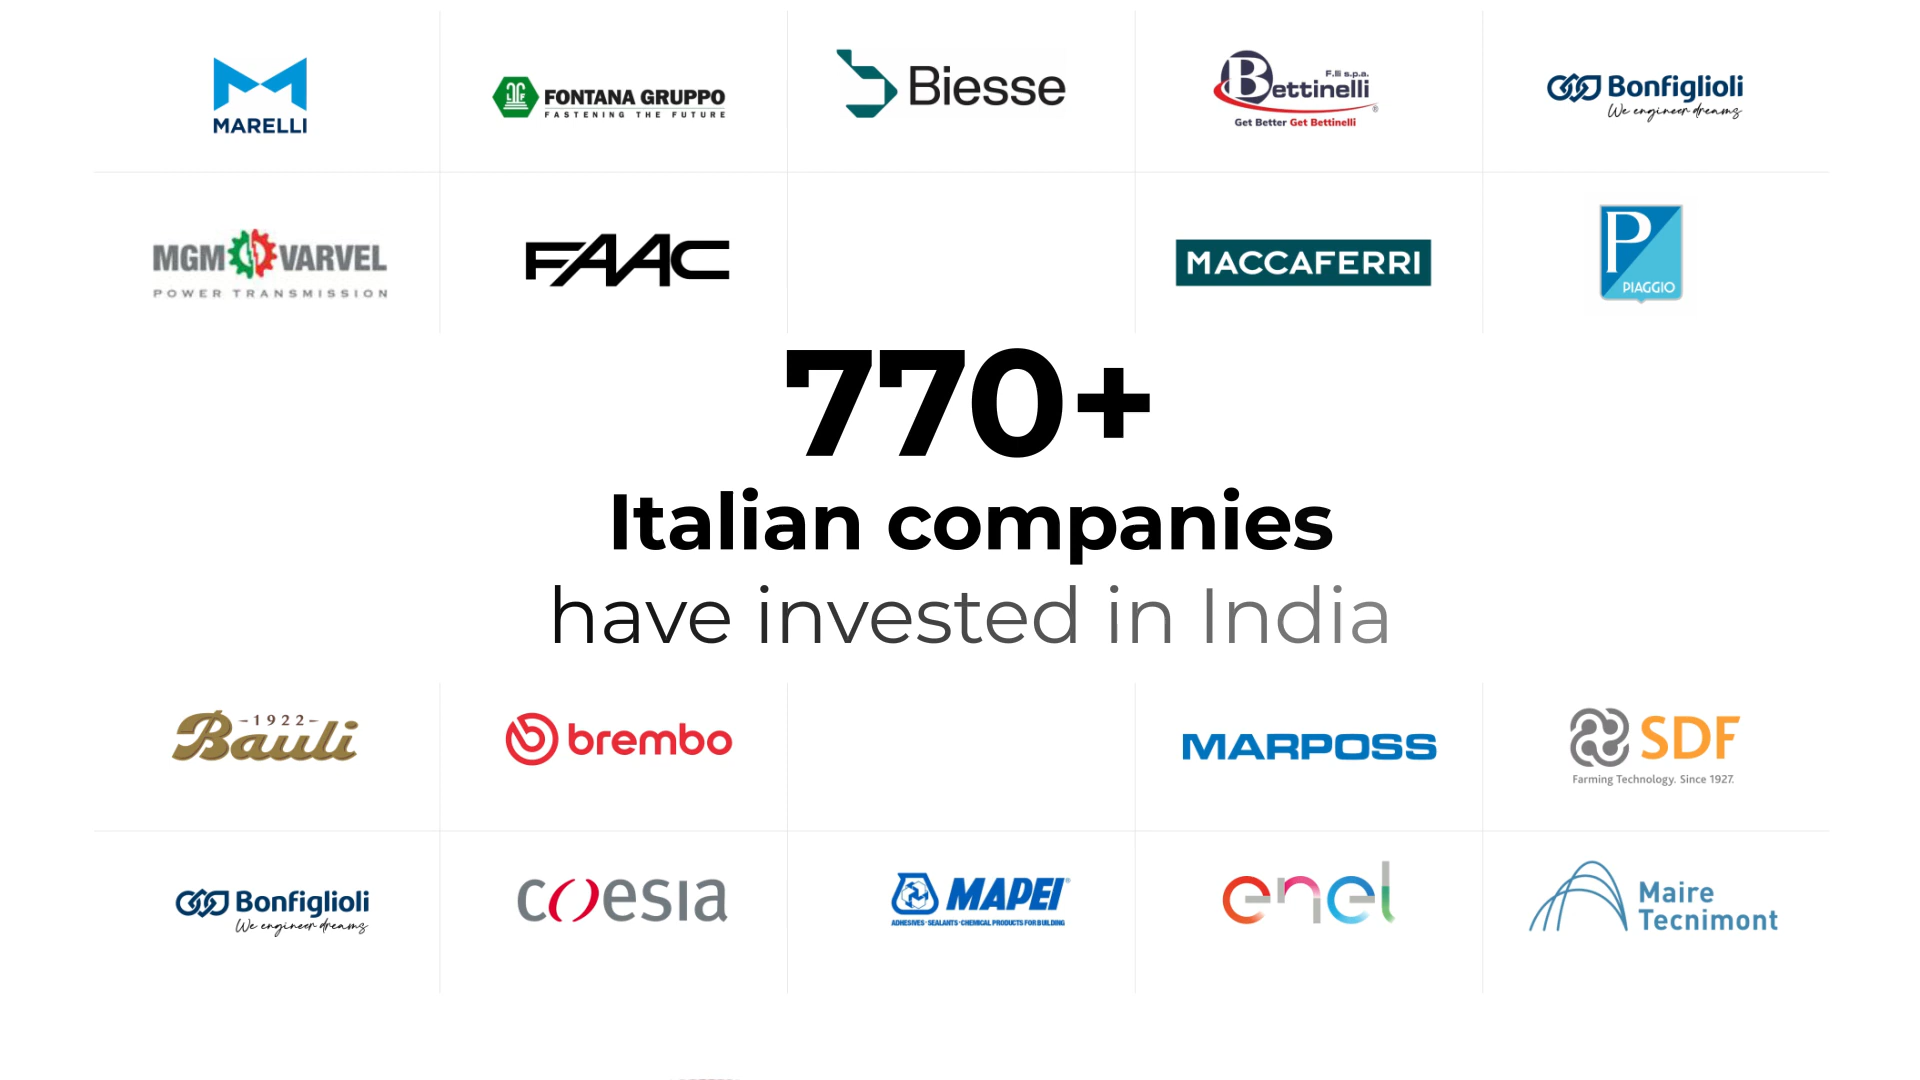 MARELLI
FONTANA GRUPPO
FASTENING THE FUTURE
Biesse
F.lli s.p.a.
Bettinelli
®
Get Better Get Bettinelli
Bonfiglioli
We engineer dreams
MGM VARVEL
POWER TRANSMISSION
FAAC
MACCAFERRI
P
PIAGGIO
770+
Italian companies
have invested in India
-1922-
Bauli
brembo
MARPOSS
SDF
Farming Technology. Since 1927.
Bonfiglioli
We engineer dreams
coesia
MAPEI®
ADHESIVES · SEALANTS · CHEMICAL PRODUCTS FOR BUILDING
enel
Maire
Tecnimont